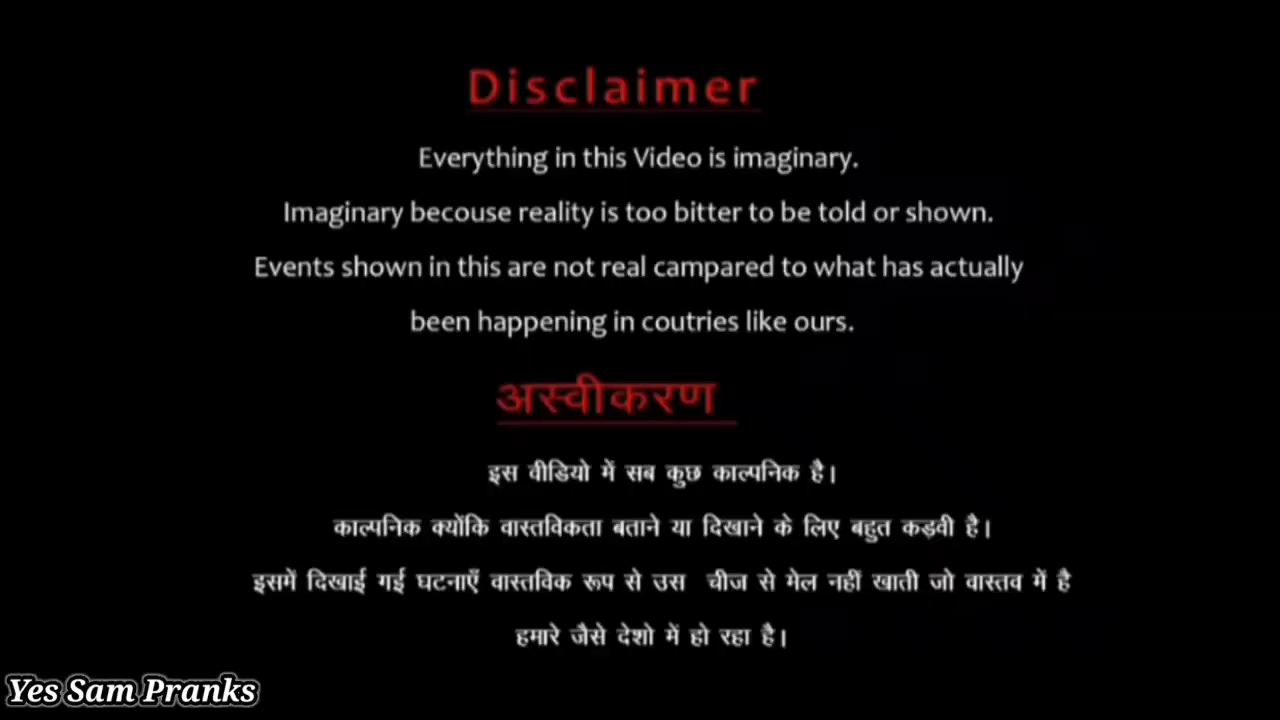 Disclaimer
Everything in this Video is imaginary.
Imaginary becouse reality is too bitter to be told or shown.
Events shown in this are not real campared to what has actually
been happening in coutries like ours.
अस्वीकरण
इस वीडियो में सब कुछ काल्पनिक है।
काल्पनिक क्योंकि वास्तविकता बताने या दिखाने के लिए बहुत कड़वी है।
इसमें दिखाई गई घटनाएँ वास्तविक रूप से उस चीज से मेल नहीं खाती जो वास्तव में है
हमारे जैसे देशो में हो रहा है।
Yes Sam Pranks